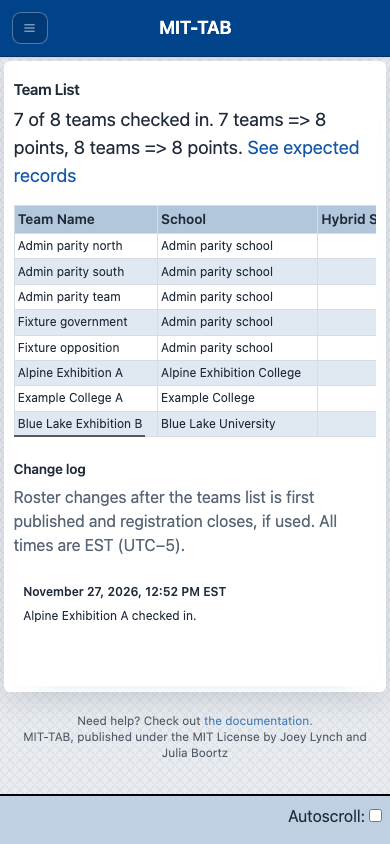 MIT-TAB
Team List
7 of 8 teams checked in. 7 teams => 8
points, 8 teams => 8 points. See expected
records
Team Name School Hybrid S
Admin parity north Admin parity school
Admin parity south Admin parity school
Admin parity team Admin parity school
Fixture government Admin parity school
Fixture opposition Admin parity school
Alpine Exhibition A Alpine Exhibition College
Example College A Example College
Blue Lake Exhibition B Blue Lake University
Change log
Roster changes after the teams list is first
published and registration closes, if used. All
times are EST (UTC−5).
November 27, 2026, 12:52 PM EST
Alpine Exhibition A checked in.
Need help? Check out the documentation.
MIT-TAB, published under the MIT License by Joey Lynch and
Julia Boortz
Autoscroll: